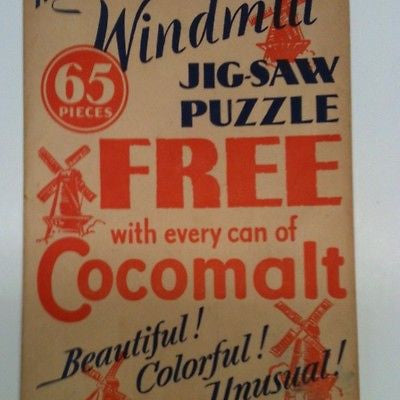 Windmill
65
PIECES
JIG-SAW
PUZZLE
FREE
with every can of
Cocomalt
Beautiful!
Colorful!
Unusual!